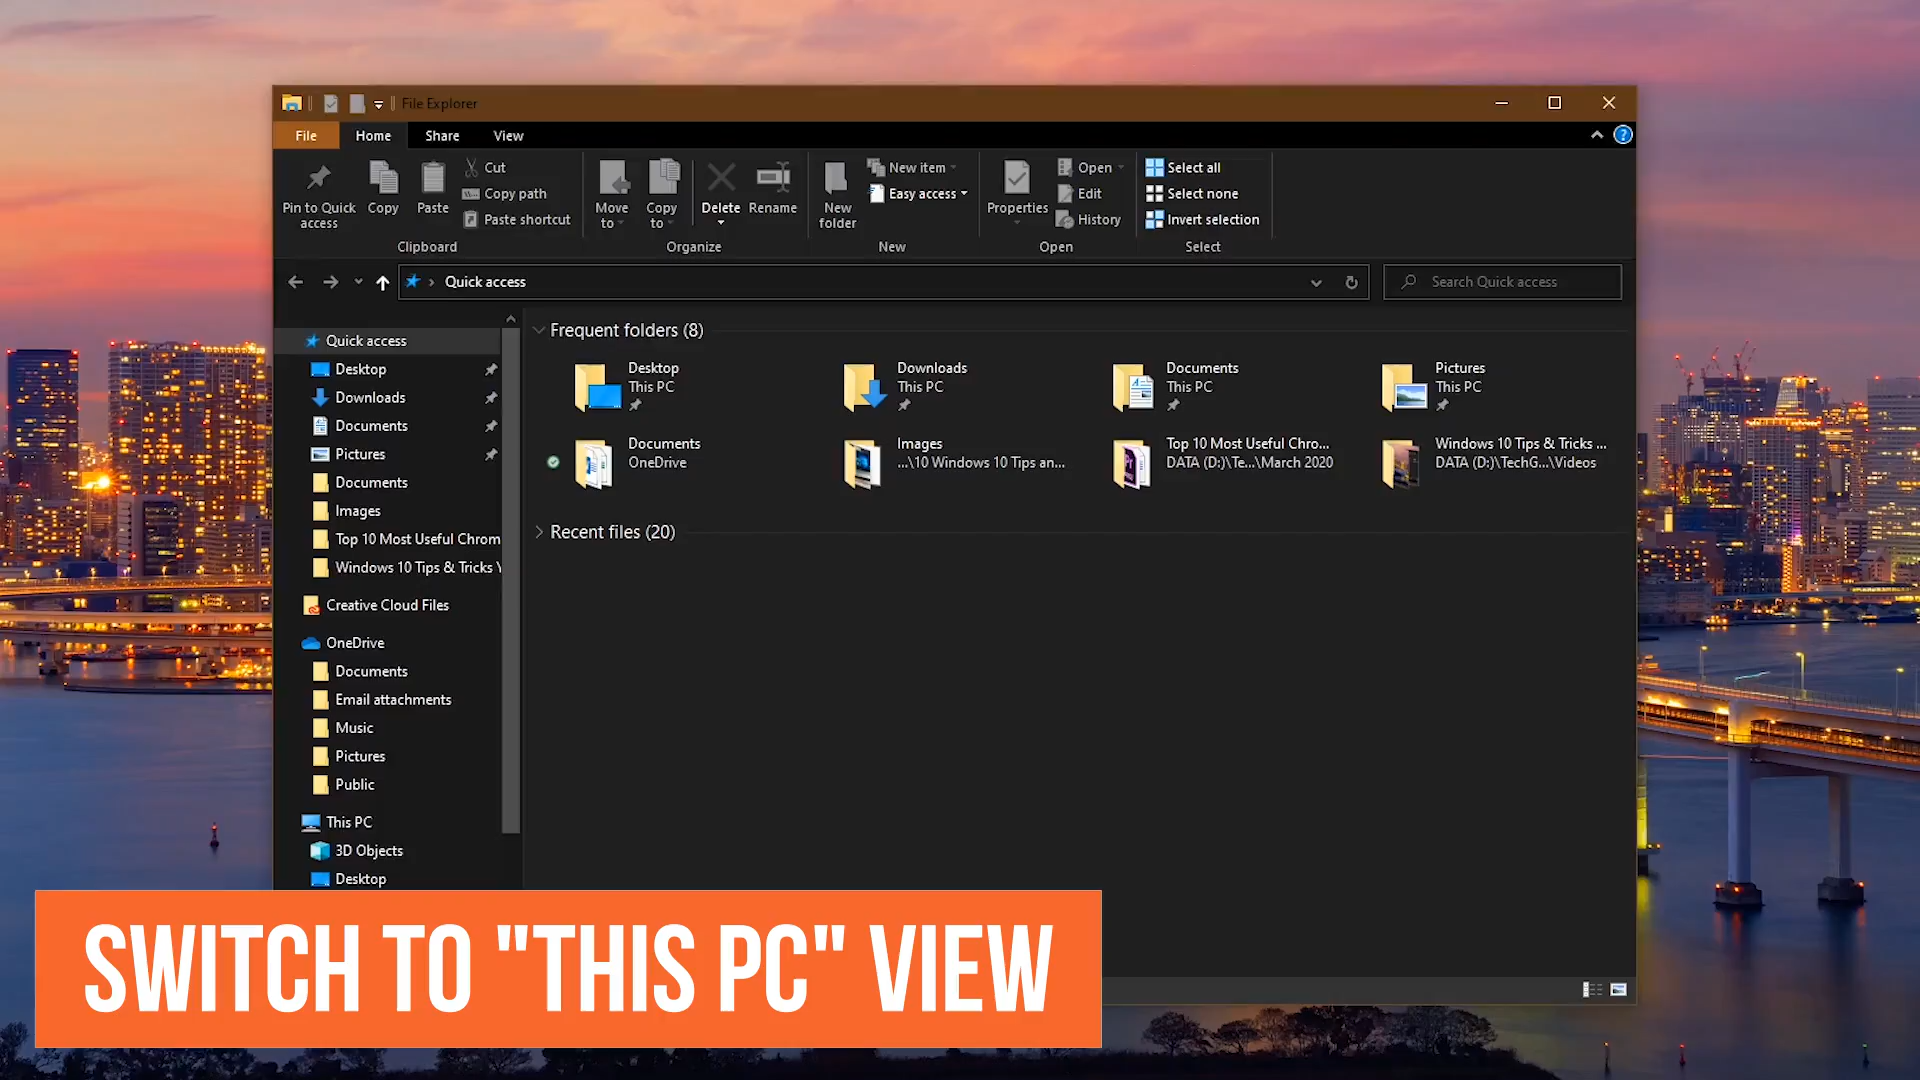 File Explorer
File
Home
Share
View
?
Pin to Quick
access
Copy
Paste
Cut
Copy path
Paste shortcut
Clipboard
Move
to
Copy
to
Delete
Rename
Organize
New
folder
New item
Easy access
New
Properties
Open
Edit
History
Open
Select all
Select none
Invert selection
Select
Quick access
Search Quick access
Quick access
Desktop
Downloads
Documents
Pictures
Documents
Images
Top 10 Most Useful Chrom
Windows 10 Tips & Tricks Y
Creative Cloud Files
OneDrive
Documents
Email attachments
Music
Pictures
Public
This PC
3D Objects
Desktop
Frequent folders (8)
Desktop
This PC
Downloads
This PC
Documents
This PC
Pictures
This PC
Documents
OneDrive
Images
...\10 Windows 10 Tips an...
Top 10 Most Useful Chro...
DATA (D:)\Te...\March 2020
Windows 10 Tips & Tricks ...
DATA (D:)\TechG...\Videos
Recent files (20)
SWITCH TO "THIS PC" VIEW